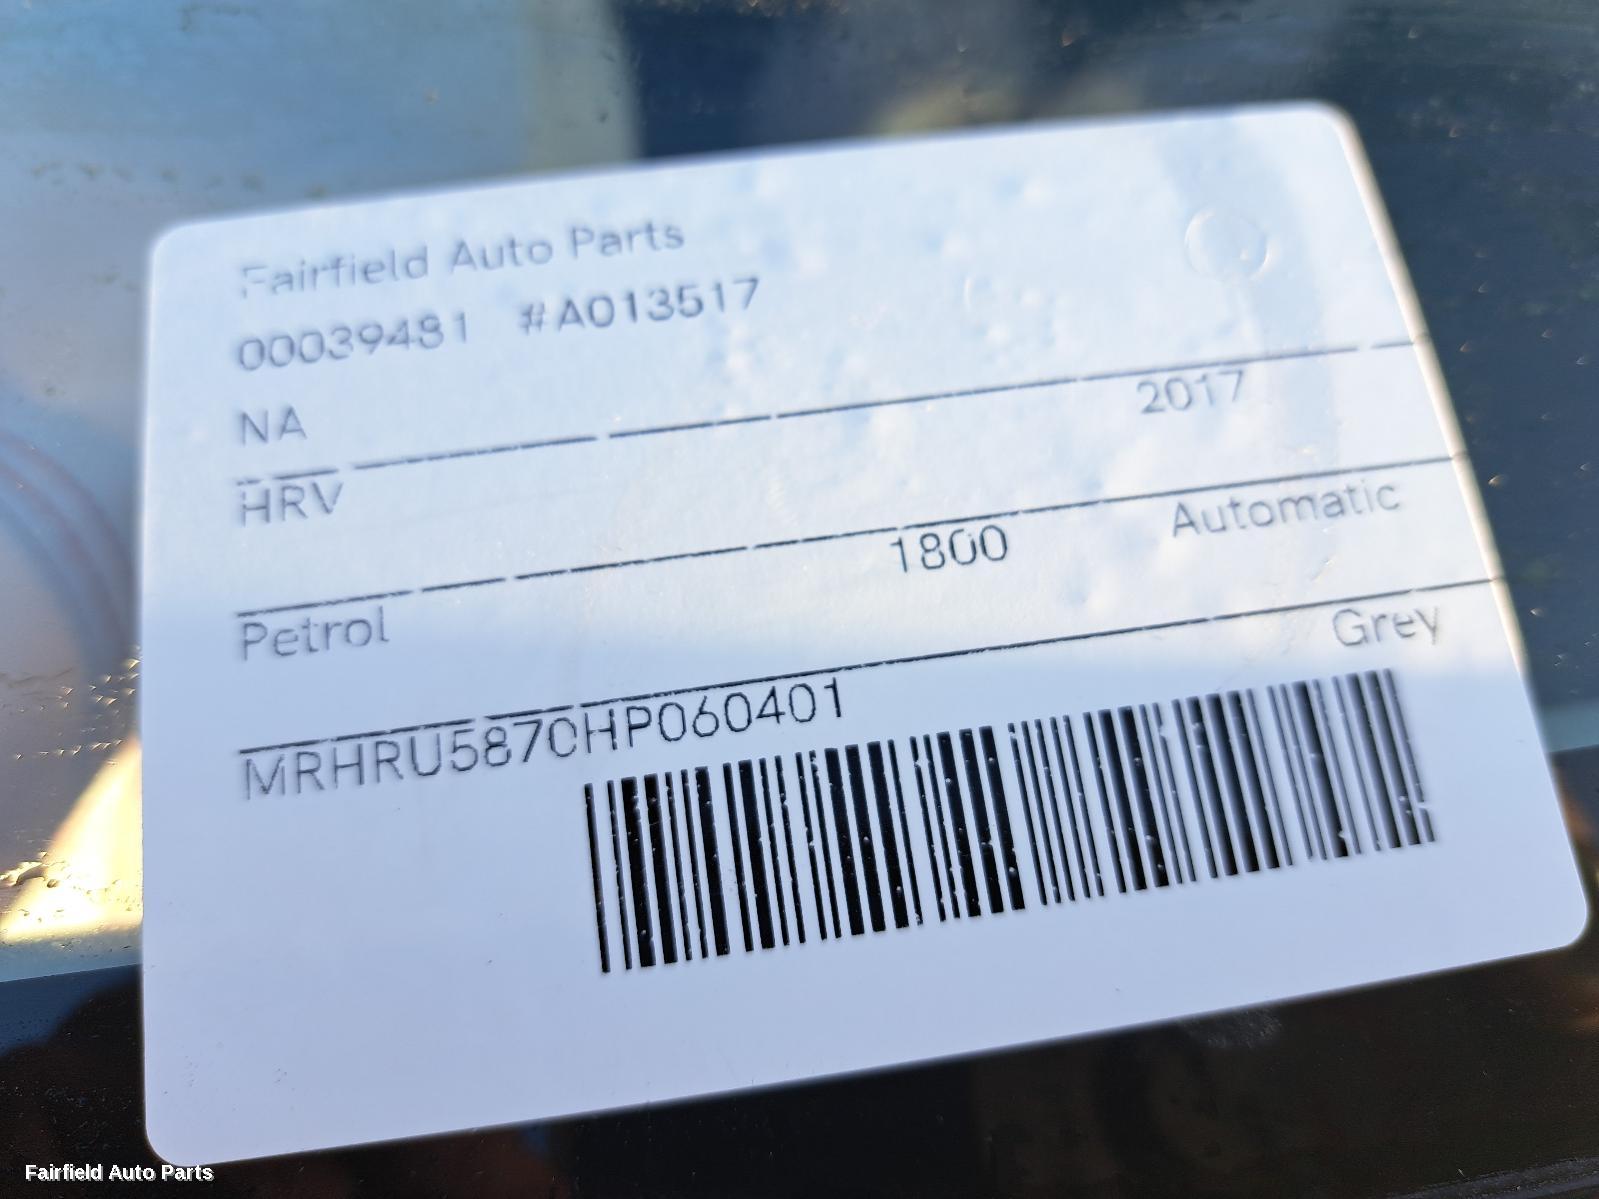 Fairfield Auto Parts
00039481 #A013517
NA
2017
HRV
1800 Automatic
Petrol
Grey
MRHRU5870HP060401
Fairfield Auto Parts